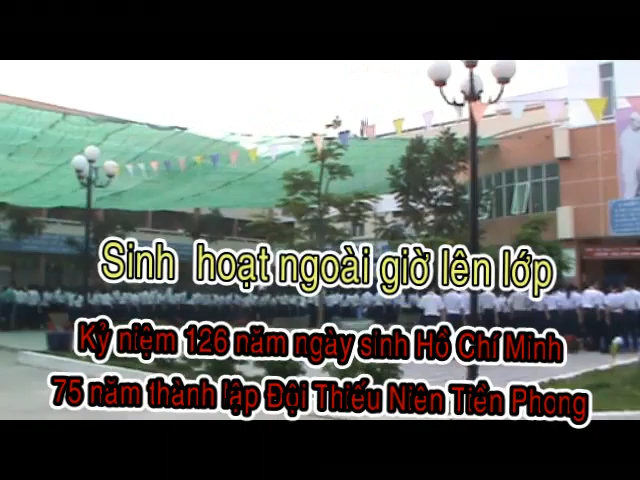 Sinh hoạt ngoài giờ lên lớp
Kỷ niệm 126 năm ngày sinh Hồ Chí Minh
75 năm thành lập Đội Thiếu Niên Tiền Phong